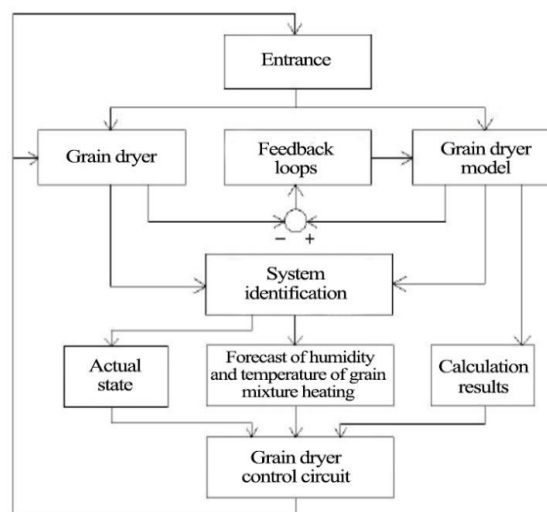 Entrance
Grain dryer
Feedback
loops
Grain dryer
model
− +
System
identification
Actual
state
Forecast of humidity
and temperature of grain
mixture heating
Calculation
results
Grain dryer
control circuit